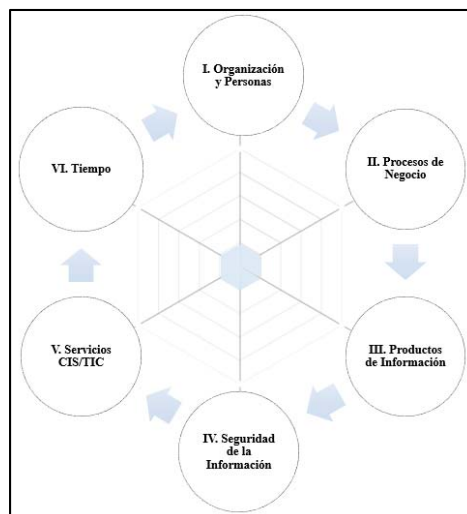 I. Organización
y Personas
II. Procesos de
Negocio
III. Productos
de Información
IV. Seguridad
de la
Información
V. Servicios
CIS/TIC
VI. Tiempo